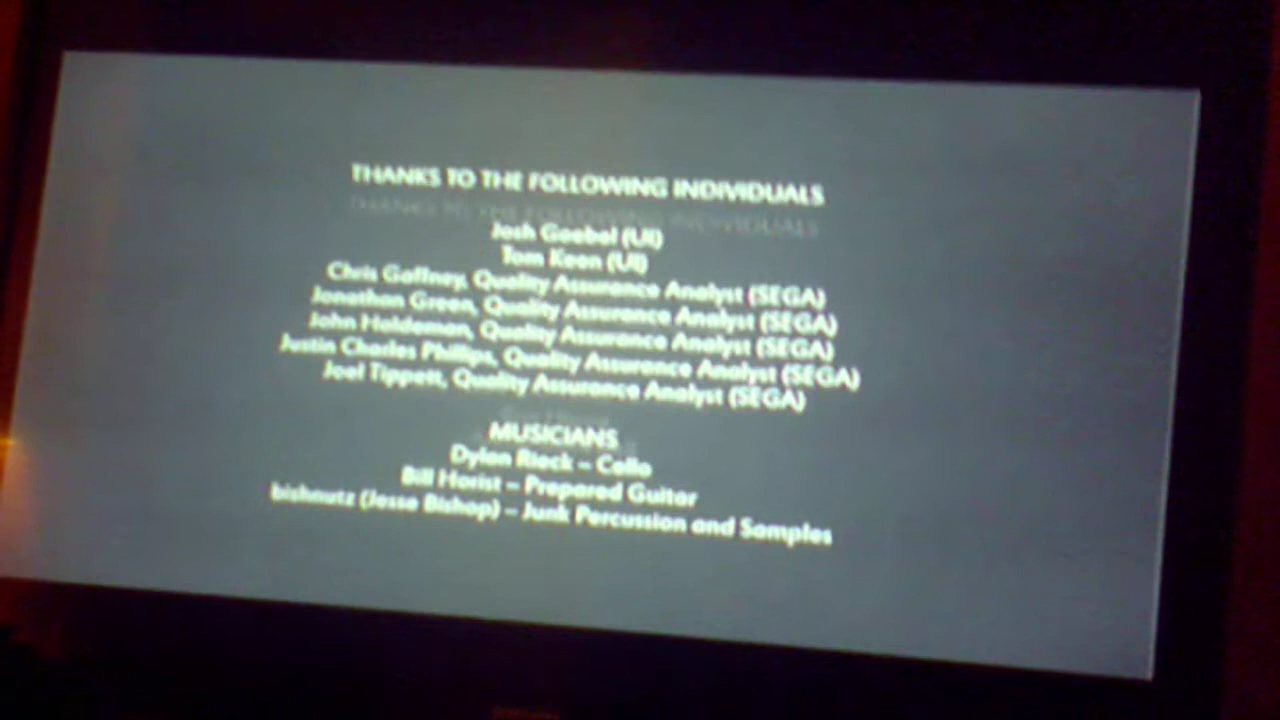 THANKS TO THE FOLLOWING INDIVIDUALS
Josh Goebel (UI)
Tom Keen (UI)
Chris Gaffney, Quality Assurance Analyst (SEGA)
Jonathan Green, Quality Assurance Analyst (SEGA)
John Haldeman, Quality Assurance Analyst (SEGA)
Justin Charles Phillips, Quality Assurance Analyst (SEGA)
Joel Tippett, Quality Assurance Analyst (SEGA)
MUSICIANS
Dylan Rieck – Cello
Bill Horist – Prepared Guitar
bishnutz (Jesse Bishop) – Junk Percussion and Samples